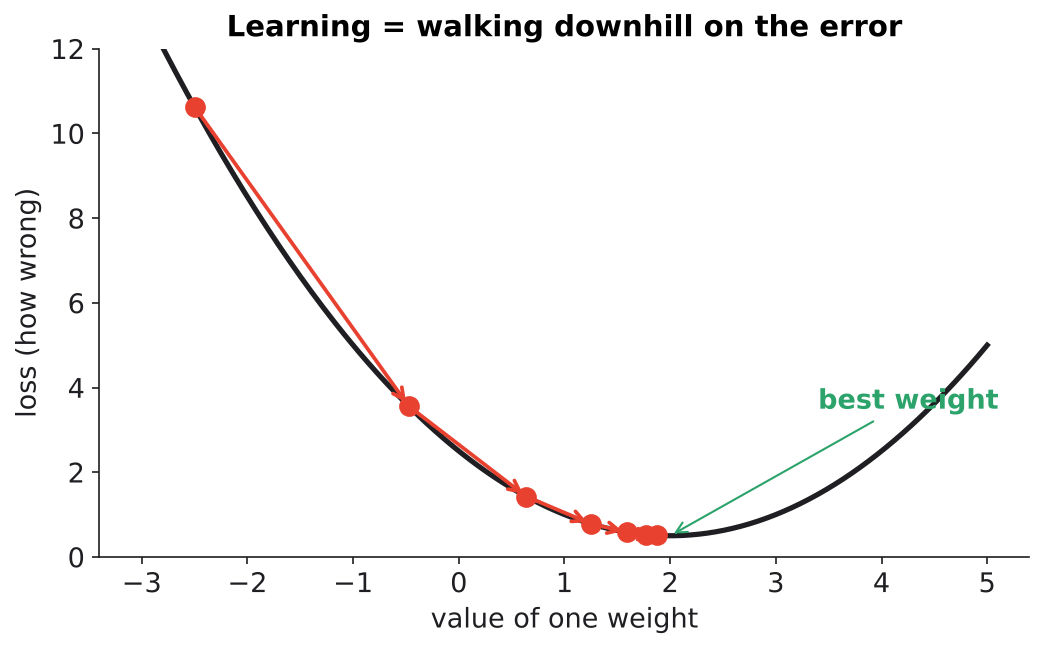 Learning = walking downhill on the error
12
10
8
6
4
2
0
loss (how wrong)
best weight
−3 −2 −1 0 1 2 3 4 5
value of one weight